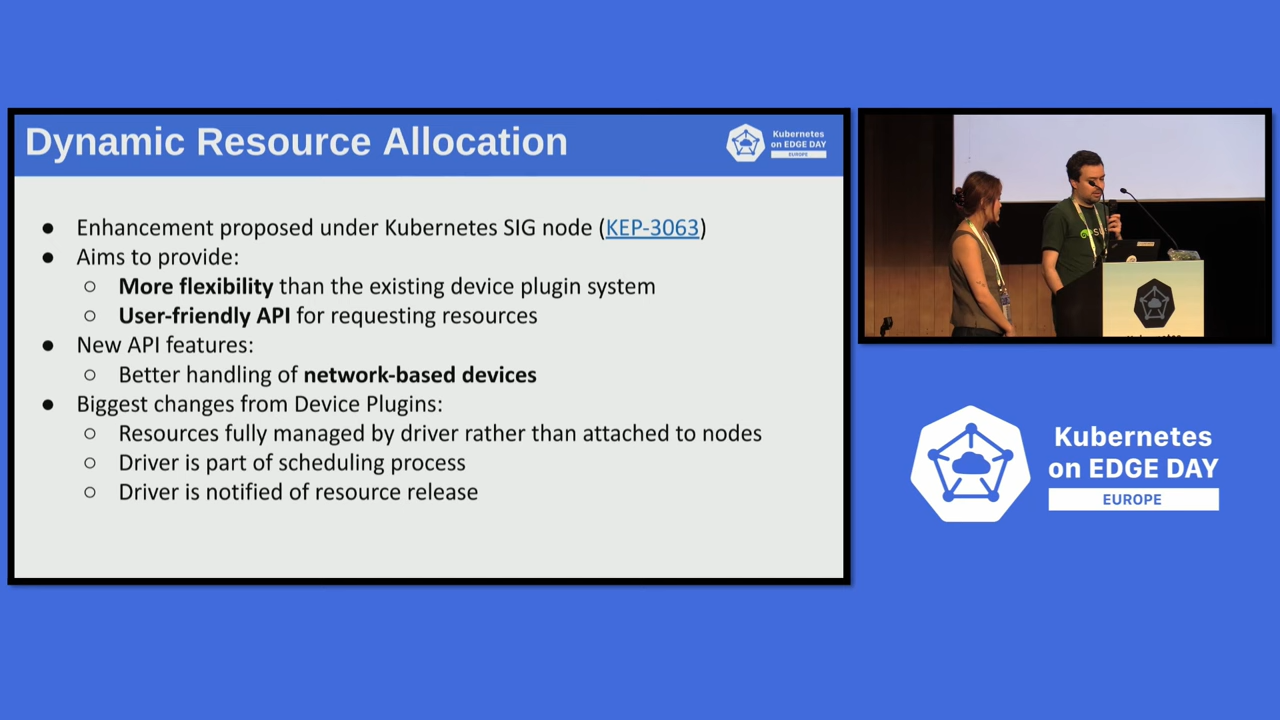 Dynamic Resource Allocation
Kubernetes
on EDGE DAY
EUROPE
● Enhancement proposed under Kubernetes SIG node (KEP-3063)
● Aims to provide:
○ More flexibility than the existing device plugin system
○ User-friendly API for requesting resources
● New API features:
○ Better handling of network-based devices
● Biggest changes from Device Plugins:
○ Resources fully managed by driver rather than attached to nodes
○ Driver is part of scheduling process
○ Driver is notified of resource release
Kubernetes
on EDGE DAY
EUROPE